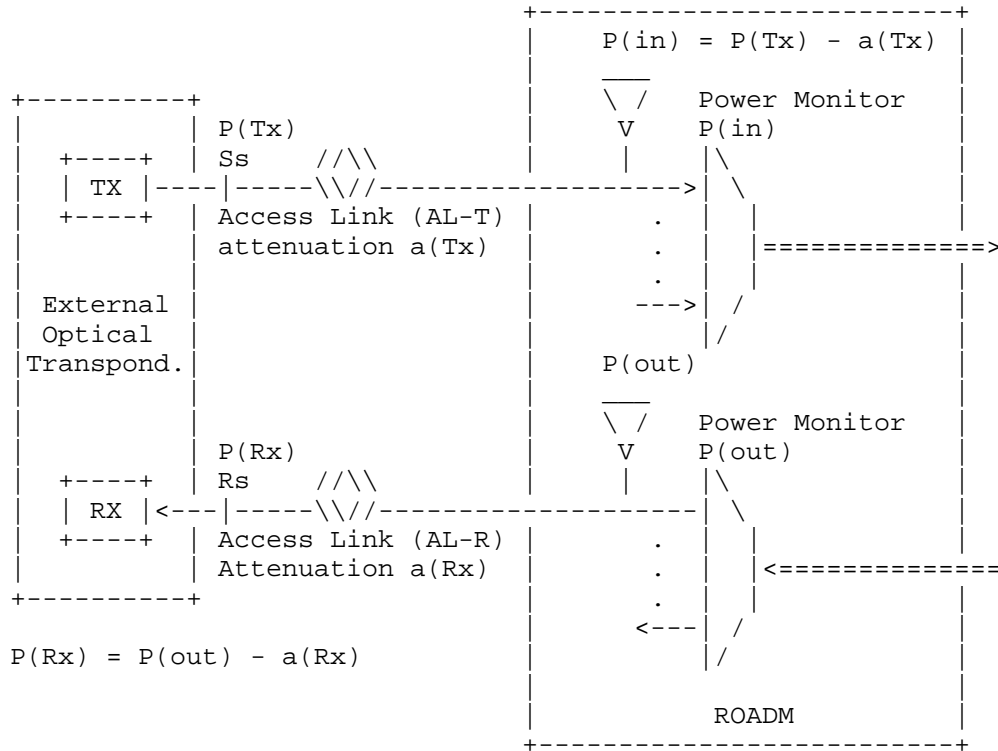 P(in) = P(Tx) - a(Tx)
Power Monitor
P(Tx)
V
P(in)
Ss
TX
Access Link (AL-T)
attenuation a(Tx)
External
Optical
Transpond.
P(out)
Power Monitor
P(Rx)
V
P(out)
Rs
RX
Access Link (AL-R)
Attenuation a(Rx)
P(Rx) = P(out) - a(Rx)
ROADM